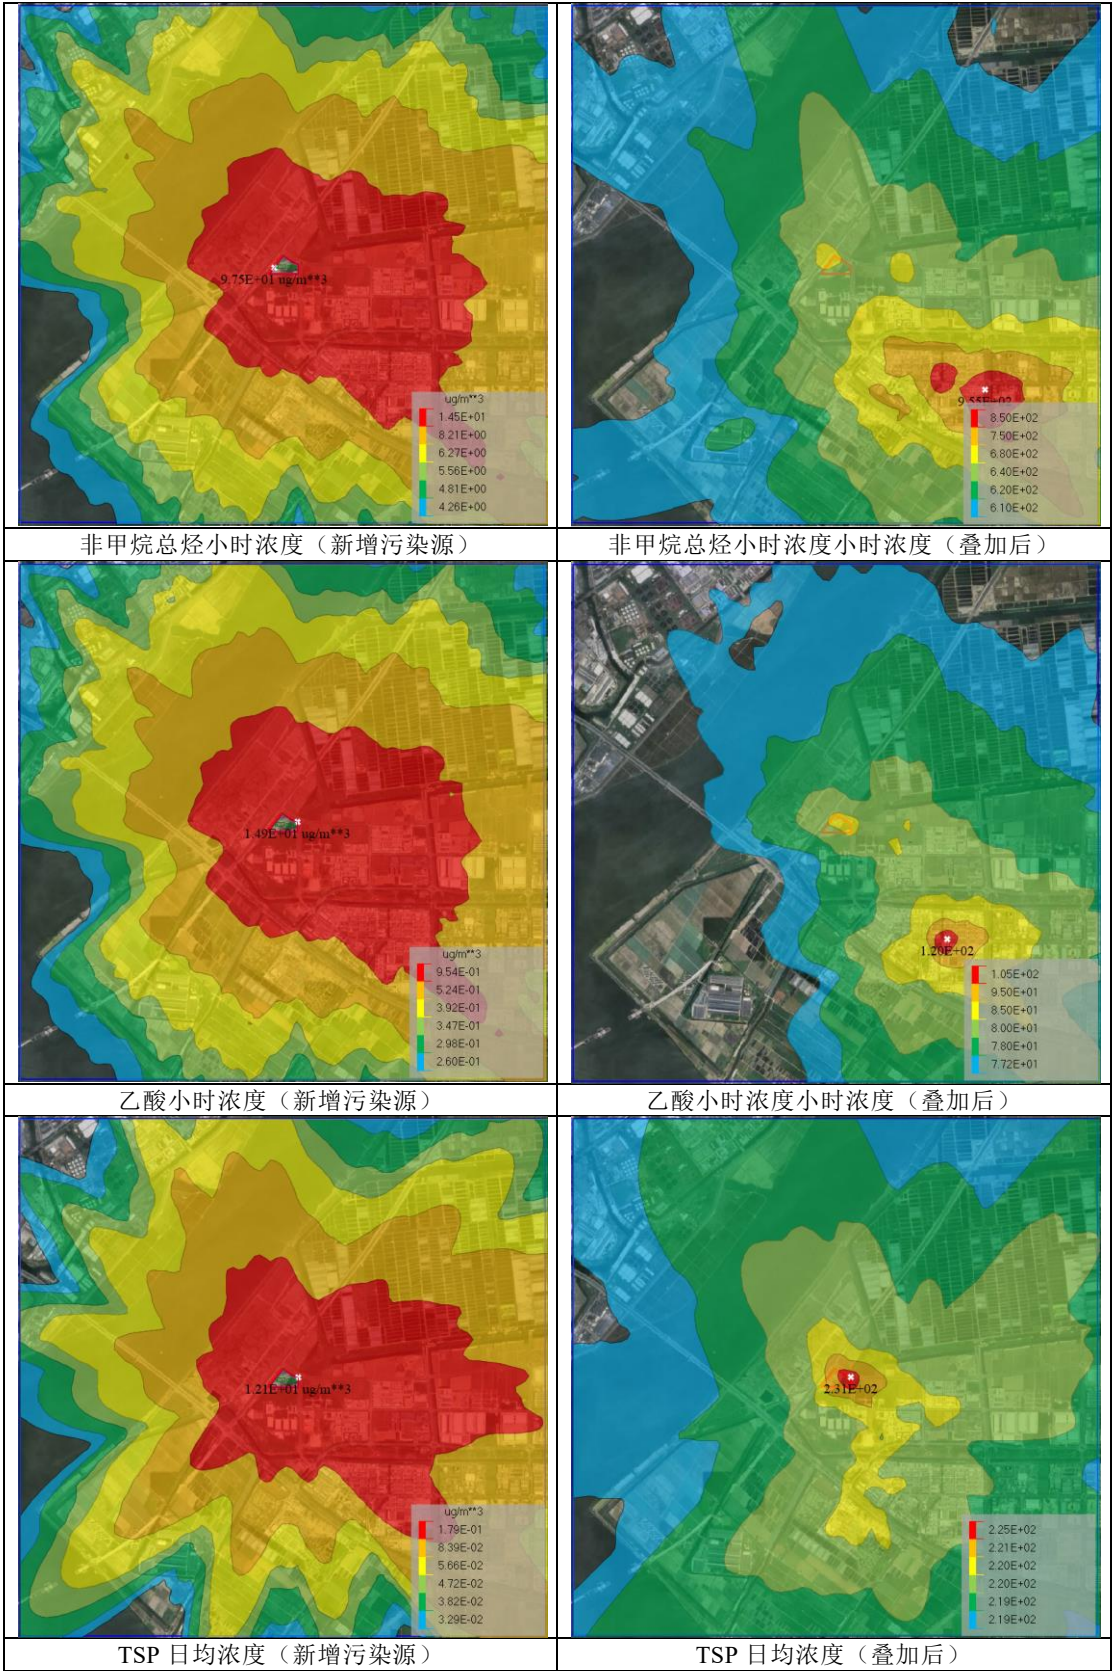 9.75E+01 ug/m**3
ug/m**3
1.45E+01
8.21E+00
6.27E+00
5.56E+00
4.81E+00
4.26E+00
9.55E+02
8.50E+02
7.50E+02
6.80E+02
6.40E+02
6.20E+02
6.10E+02
非甲烷总烃小时浓度（新增污染源）
非甲烷总烃小时浓度小时浓度（叠加后）
1.49E+01 ug/m**3
ug/m**3
9.54E-01
5.24E-01
3.92E-01
3.47E-01
2.98E-01
2.60E-01
1.20E+02
1.05E+02
9.50E+01
8.50E+01
8.00E+01
7.80E+01
7.72E+01
乙酸小时浓度（新增污染源）
乙酸小时浓度小时浓度（叠加后）
1.21E+01 ug/m**3
ug/m**3
1.79E-01
8.39E-02
5.66E-02
4.72E-02
3.82E-02
3.29E-02
2.31E+02
2.25E+02
2.21E+02
2.20E+02
2.20E+02
2.19E+02
2.19E+02
TSP 日均浓度（新增污染源）
TSP 日均浓度（叠加后）